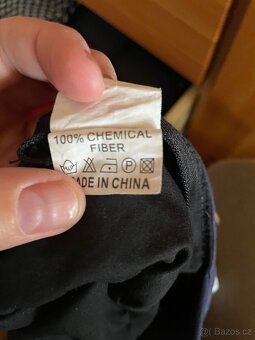 100% CHEMICAL
FIBER
MADE IN CHINA
© Bazos.cz